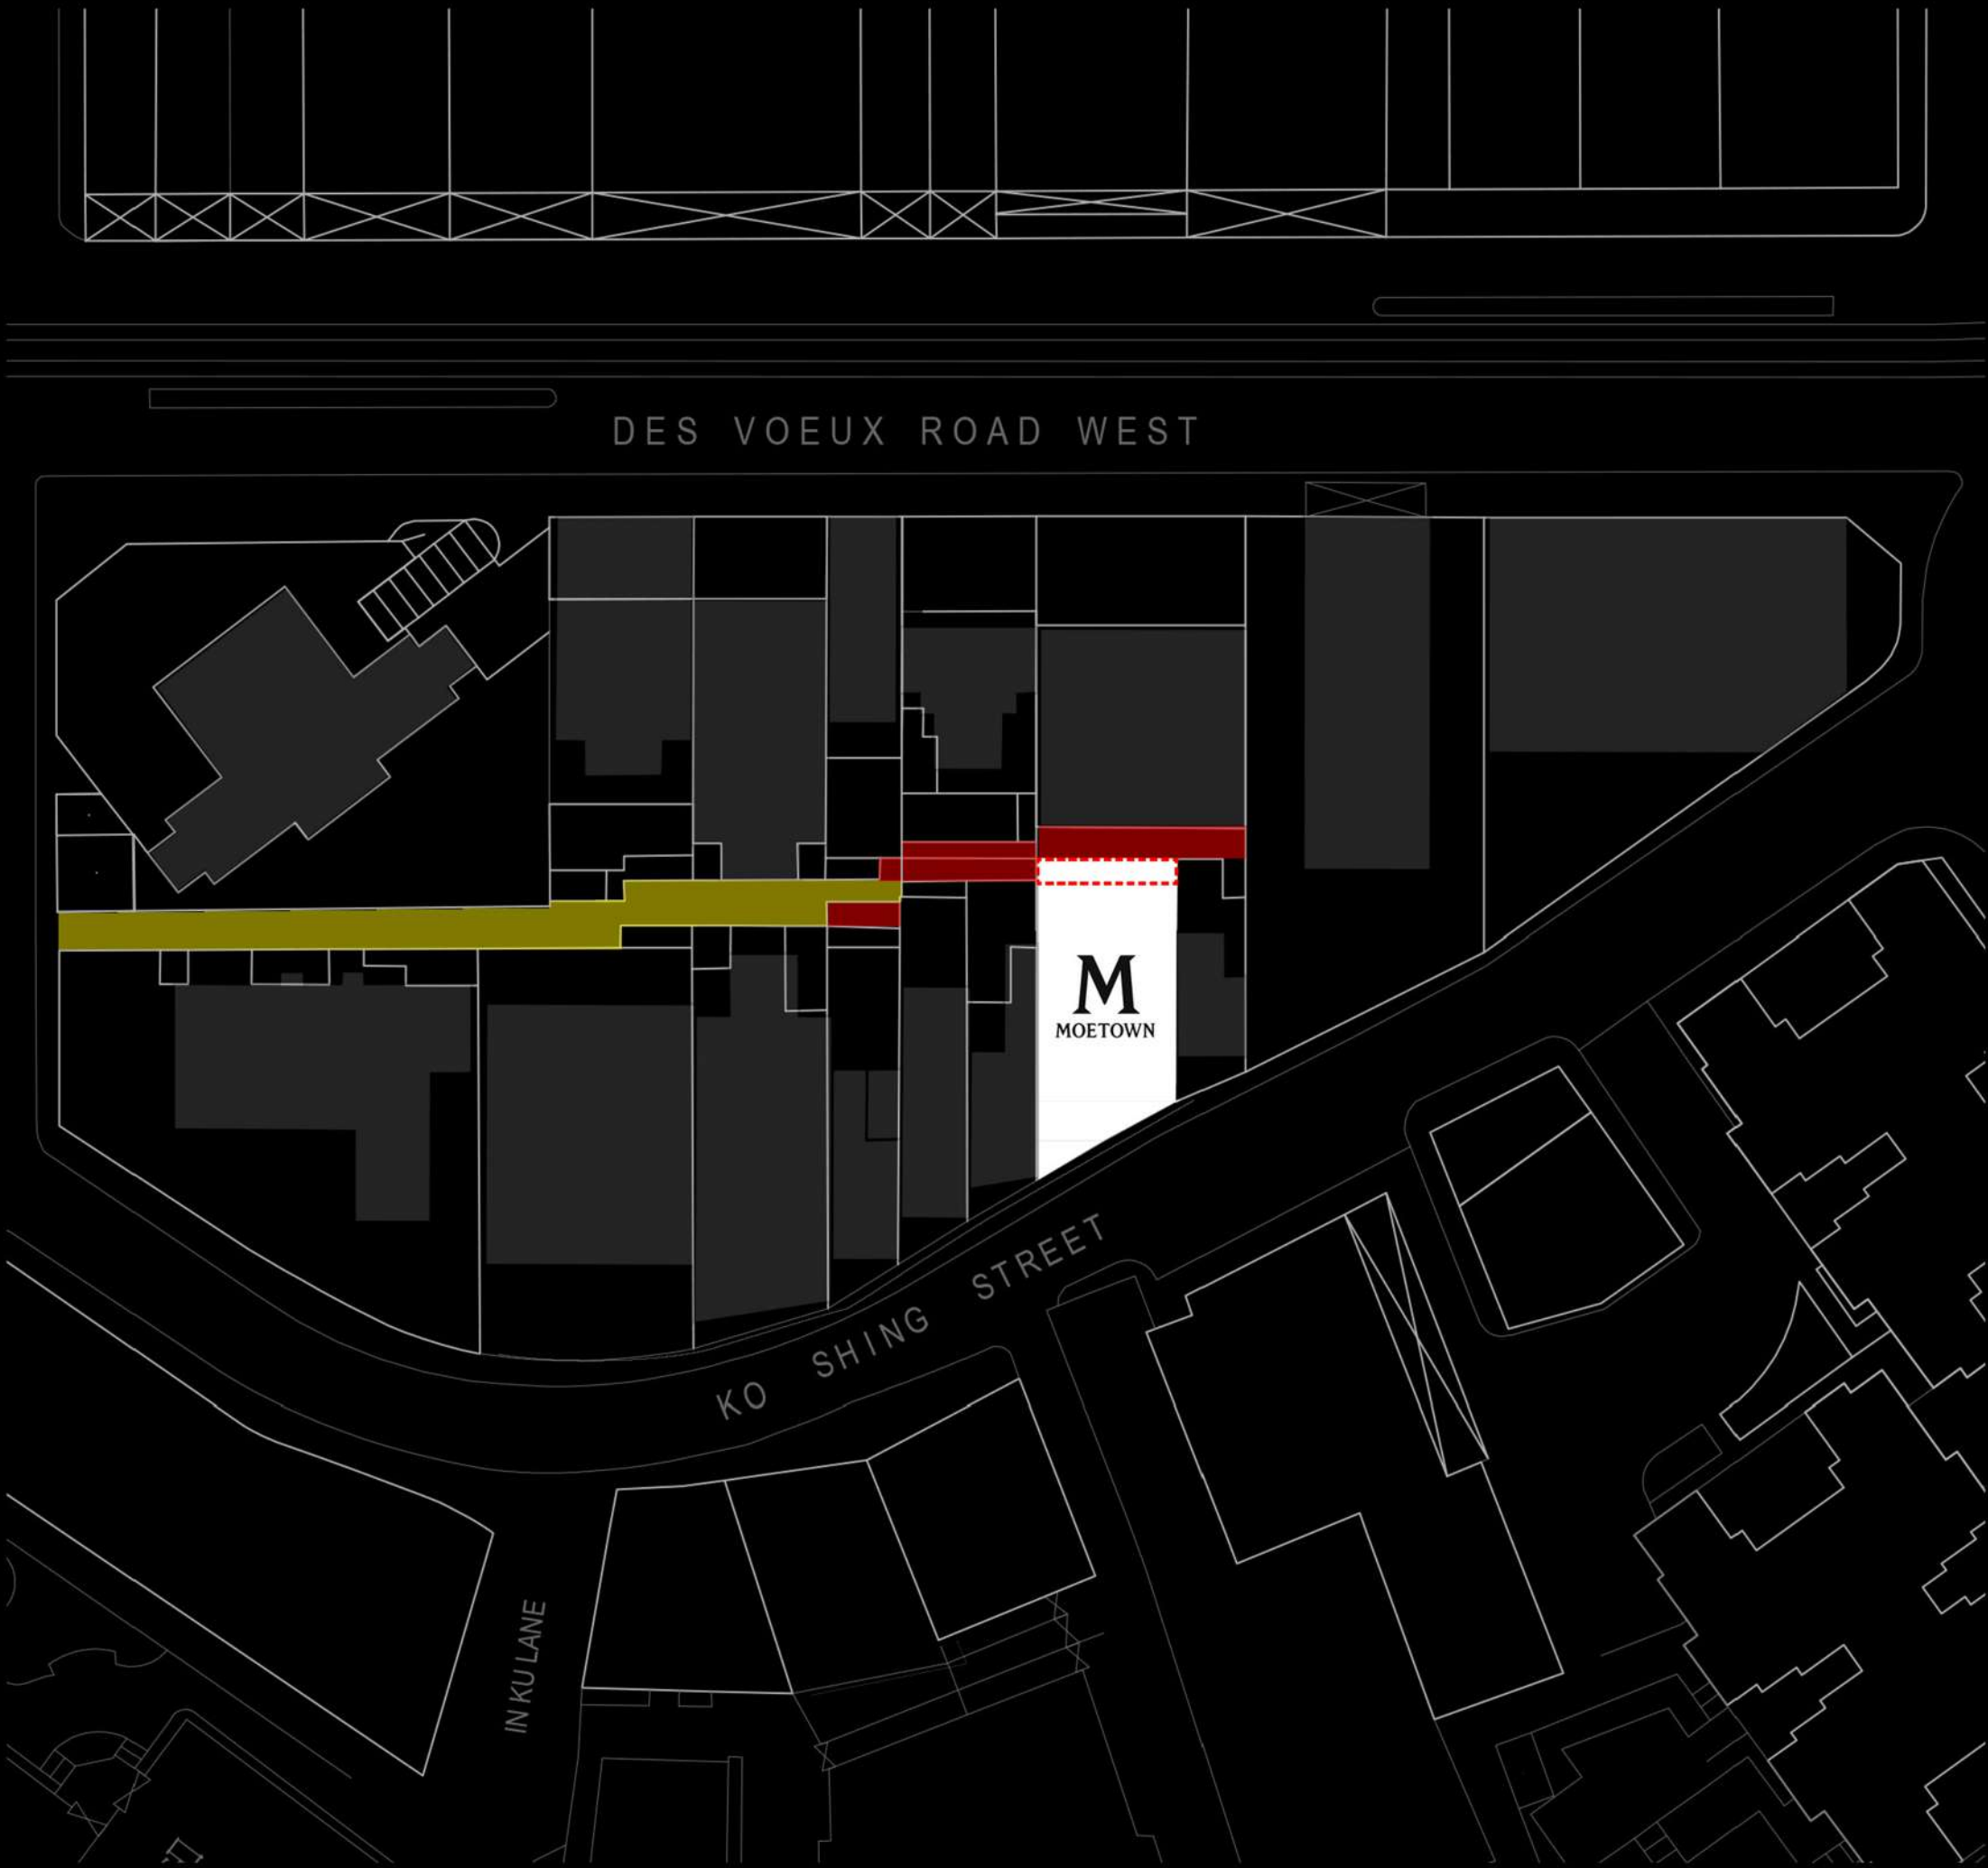 DES VOEUX ROAD WEST
M
MOETOWN
KO SHING STREET
IN KU LANE